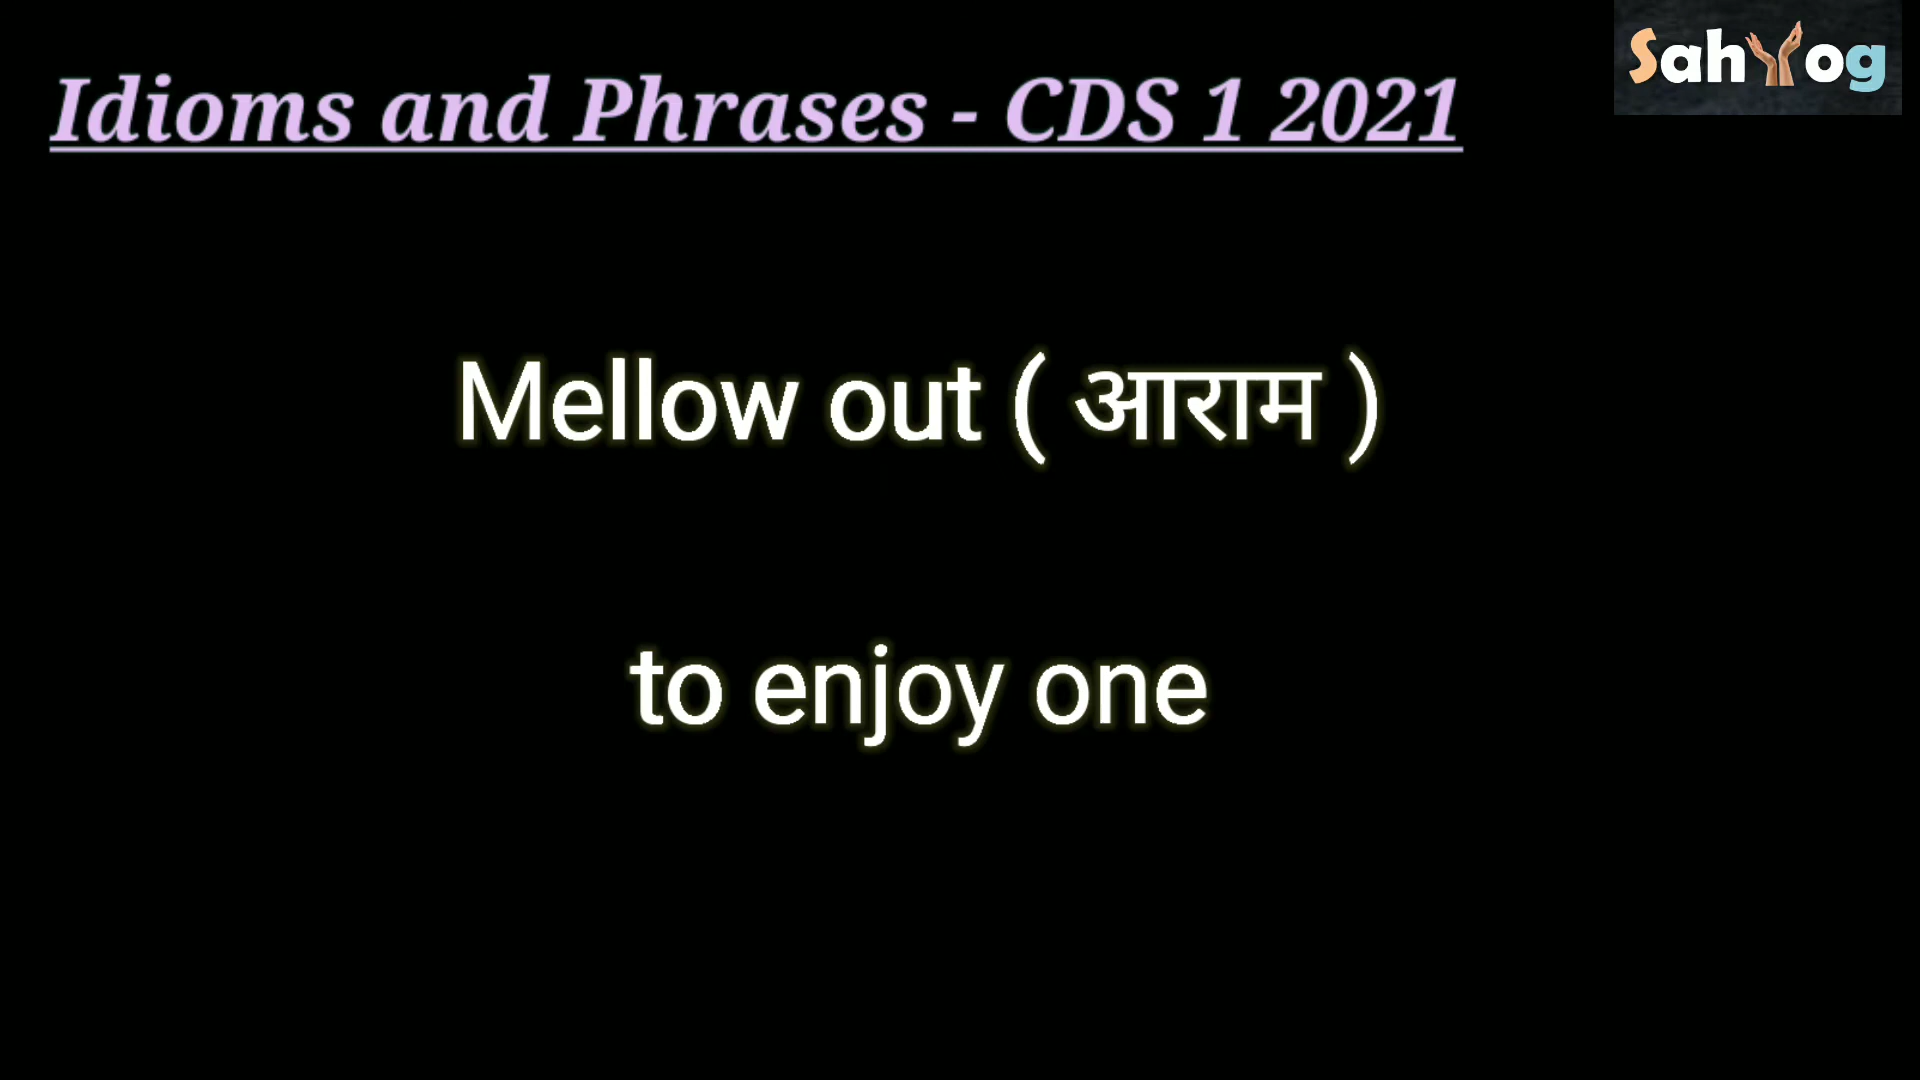 Idioms and Phrases - CDS 1 2021
SahYog
Mellow out ( आराम )
to enjoy one